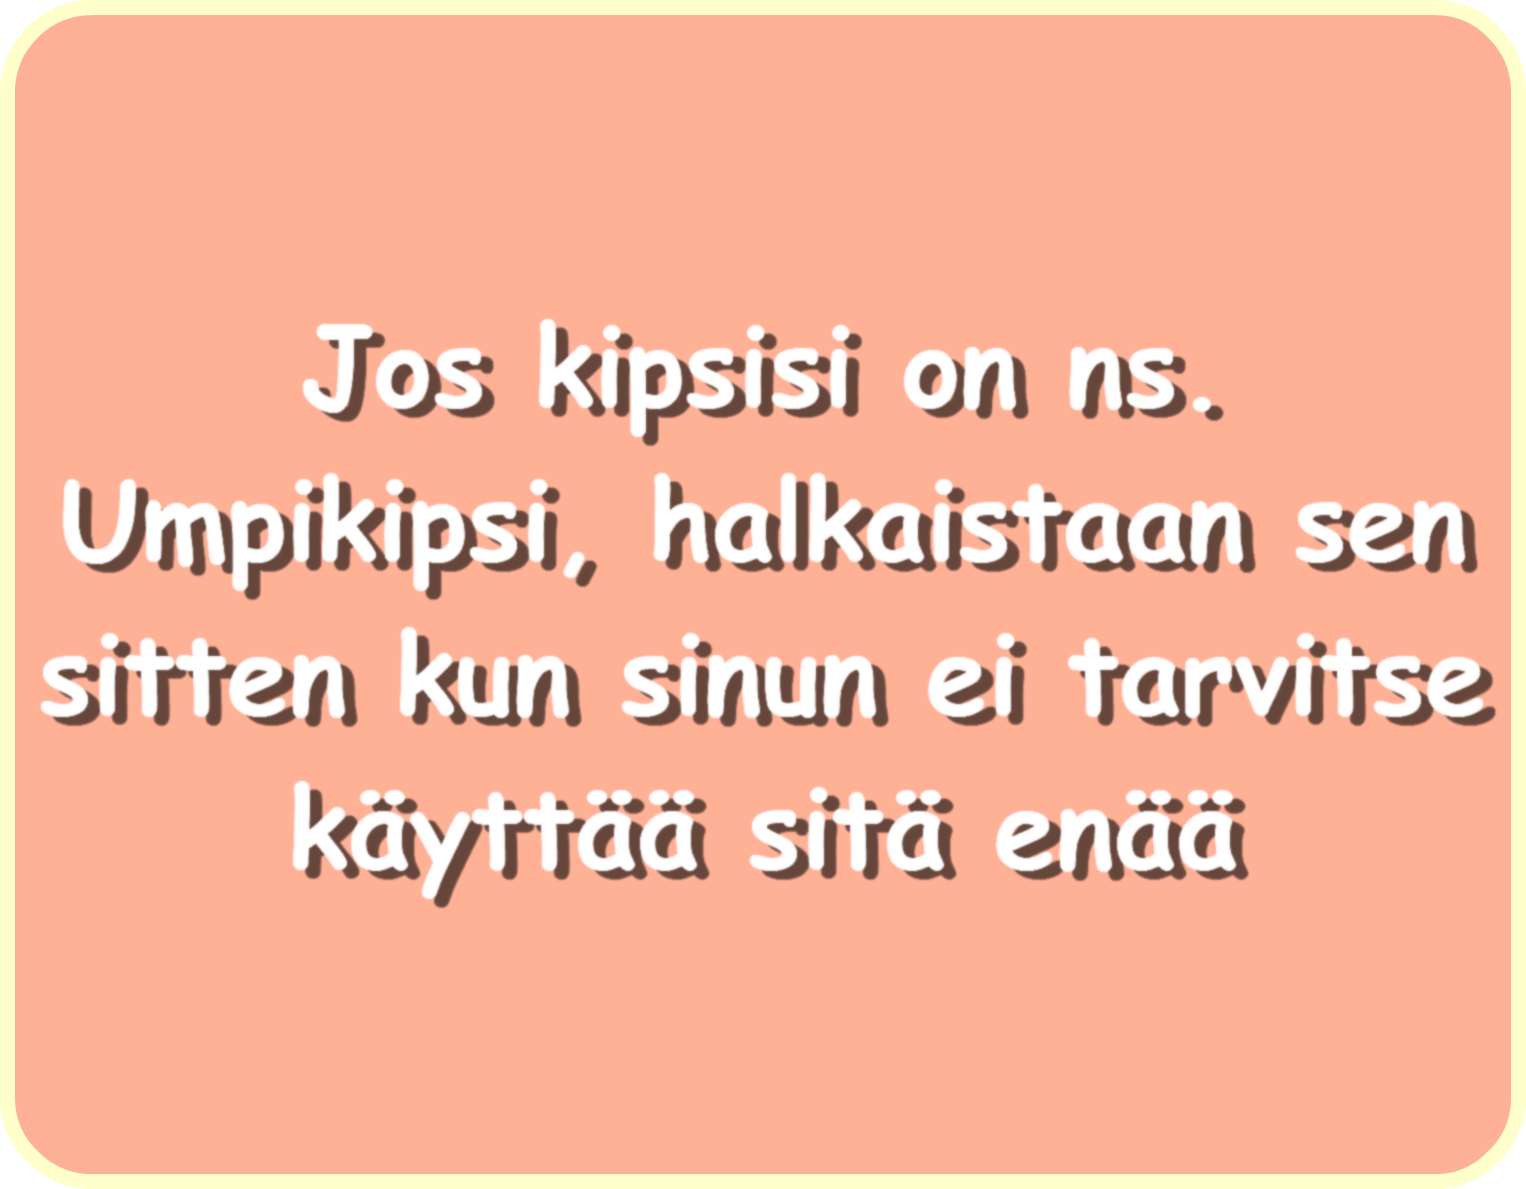 Jos kipsisi on ns.
Umpikipsi, halkaistaan sen
sitten kun sinun ei tarvitse
käyttää sitä enää